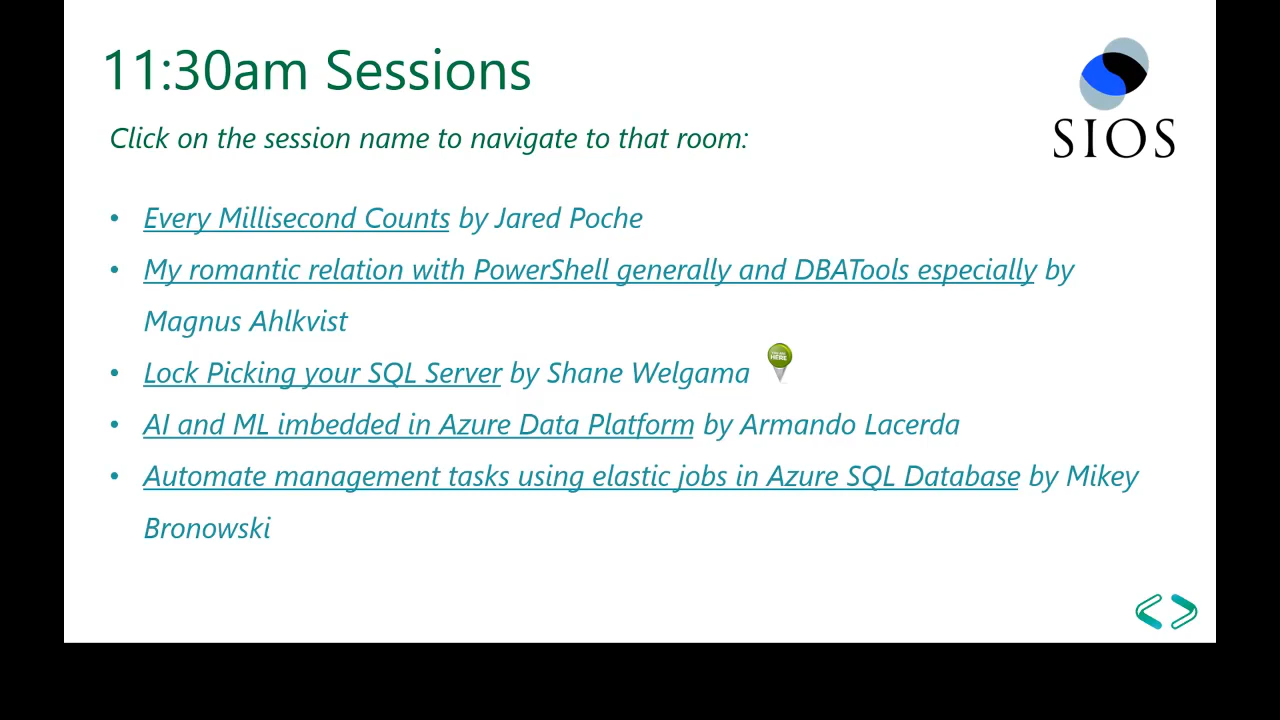 11:30am Sessions
SIOS
Click on the session name to navigate to that room:
• Every Millisecond Counts by Jared Poche
• My romantic relation with PowerShell generally and DBATools especially by
Magnus Ahlkvist
HERE
• Lock Picking your SQL Server by Shane Welgama
• AI and ML imbedded in Azure Data Platform by Armando Lacerda
• Automate management tasks using elastic jobs in Azure SQL Database by Mikey
Bronowski